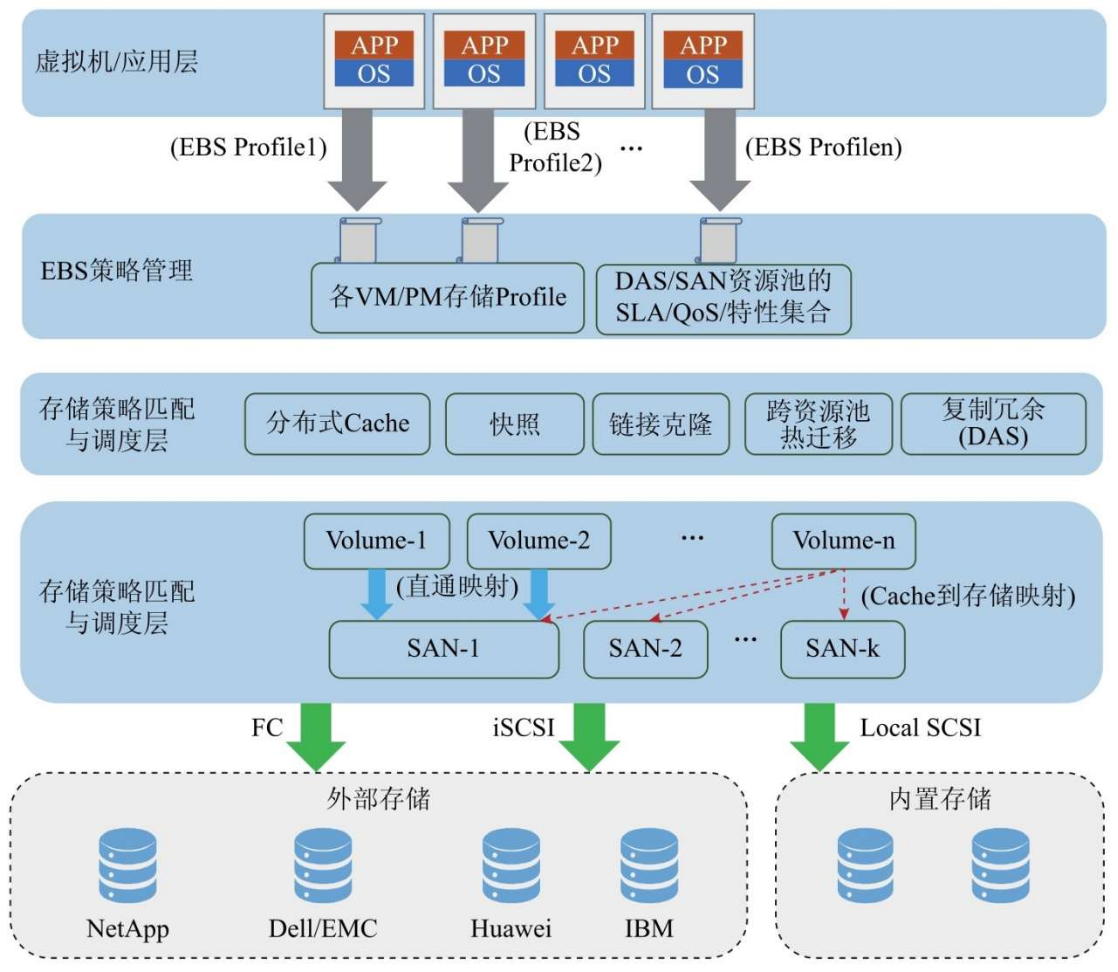 虚拟机/应用层
APP
OS
APP
OS
APP
OS
APP
OS
(EBS Profile1)
(EBS
Profile2)
...
(EBS Profilen)
EBS策略管理
各VM/PM存储Profile
DAS/SAN资源池的
SLA/QoS/特性集合
存储策略匹配
与调度层
分布式Cache
快照
链接克隆
跨资源池
热迁移
复制冗余
(DAS)
存储策略匹配
与调度层
Volume-1
Volume-2
...
Volume-n
(直通映射)
(Cache到存储映射)
SAN-1
SAN-2
...
SAN-k
FC
iSCSI
Local SCSI
外部存储
内置存储
NetApp
Dell/EMC
Huawei
IBM